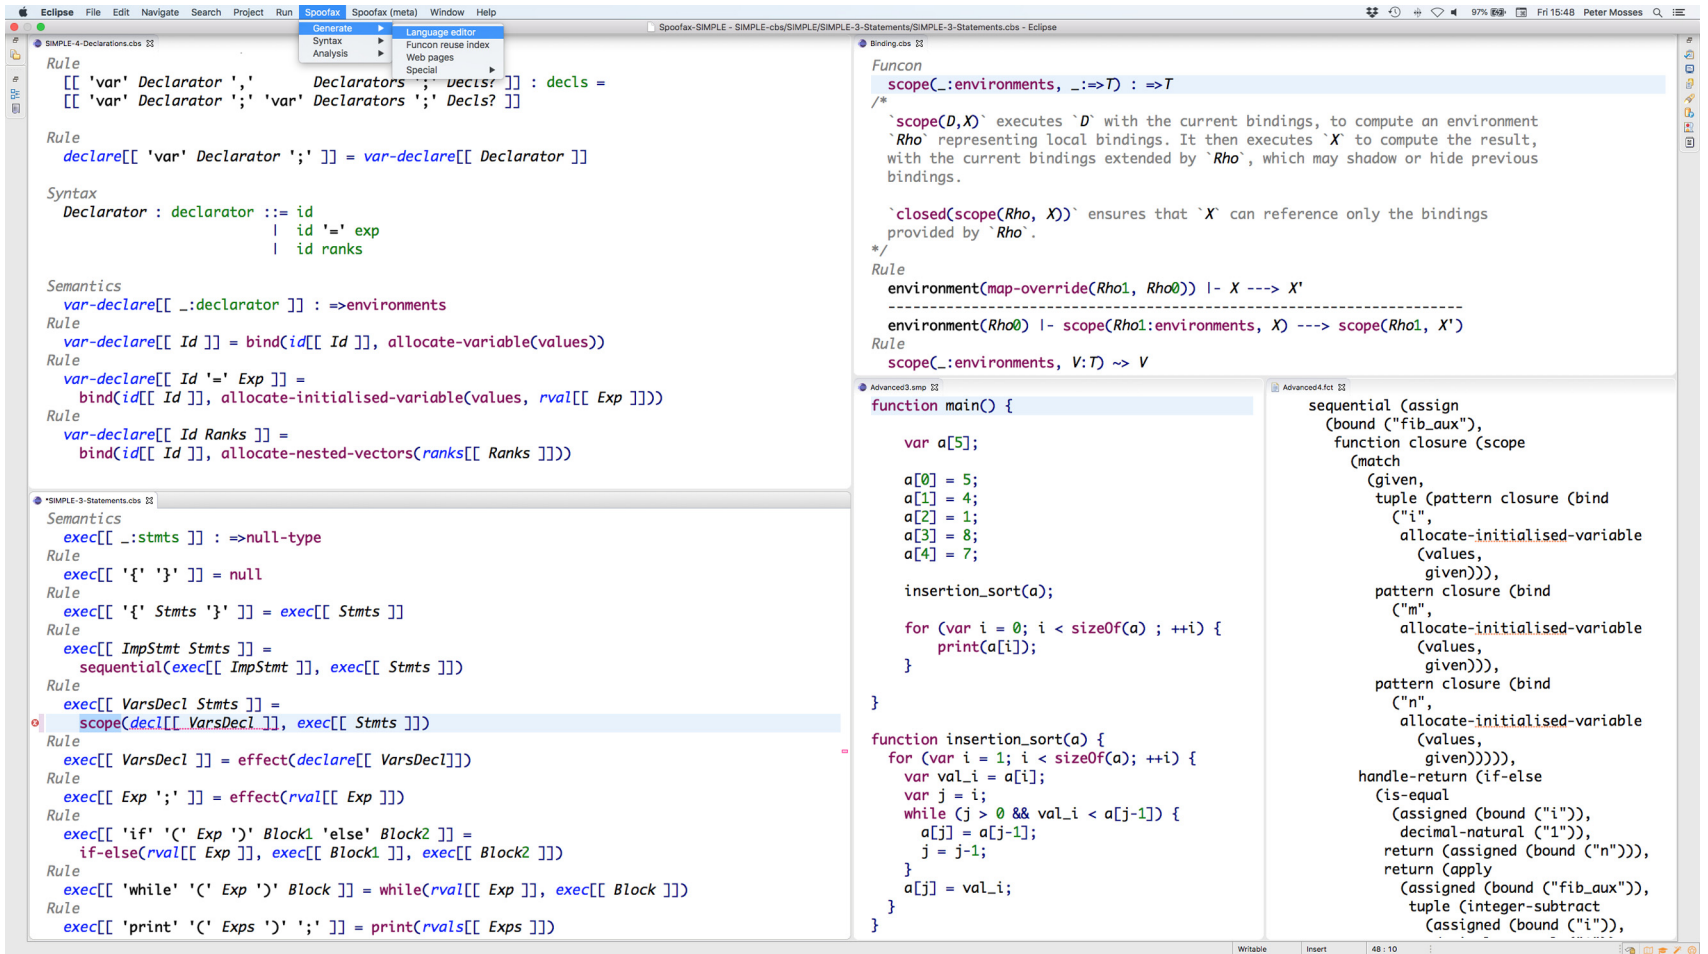 Eclipse File Edit Navigate Search Project Run Spoofax Spoofax (meta) Window Help
97% Fri 15:48 Peter Mosses
Spoofax-SIMPLE - SIMPLE-cbs/SIMPLE/SIMPLE-3-Statements/SIMPLE-3-Statements.cbs - Eclipse
Generate
Syntax
Analysis
Language editor
Funcon reuse index
Web pages
Special
SIMPLE-4-Declarations.cbs
Rule
[[ 'var' Declarator ',' Declarators ';' Decls? ]] : decls =
[[ 'var' Declarator ';' 'var' Declarators ';' Decls? ]]
Rule
declare[[ 'var' Declarator ';' ]] = var-declare[[ Declarator ]]
Syntax
Declarator : declarator ::= id
| id '=' exp
| id ranks
Semantics
var-declare[[ _:declarator ]] : =>environments
Rule
var-declare[[ Id ]] = bind(id[[ Id ]], allocate-variable(values))
Rule
var-declare[[ Id '=' Exp ]] =
bind(id[[ Id ]], allocate-initialised-variable(values, rval[[ Exp ]]))
Rule
var-declare[[ Id Ranks ]] =
bind(id[[ Id ]], allocate-nested-vectors(ranks[[ Ranks ]]))
*SIMPLE-3-Statements.cbs
Semantics
exec[[ _:stmts ]] : =>null-type
Rule
exec[[ '{' '}' ]] = null
Rule
exec[[ '{' Stmts '}' ]] = exec[[ Stmts ]]
Rule
exec[[ ImpStmt Stmts ]] =
sequential(exec[[ ImpStmt ]], exec[[ Stmts ]])
Rule
exec[[ VarsDecl Stmts ]] =
scope(decl[[ VarsDecl ]], exec[[ Stmts ]])
Rule
exec[[ VarsDecl ]] = effect(declare[[ VarsDecl]])
Rule
exec[[ Exp ';' ]] = effect(rval[[ Exp ]])
Rule
exec[[ 'if' '(' Exp ')' Block1 'else' Block2 ]] =
if-else(rval[[ Exp ]], exec[[ Block1 ]], exec[[ Block2 ]])
Rule
exec[[ 'while' '(' Exp ')' Block ]] = while(rval[[ Exp ]], exec[[ Block ]])
Rule
exec[[ 'print' '(' Exps ')' ';' ]] = print(rvals[[ Exps ]])
Binding.cbs
Funcon
scope(_:environments, _:=>T) : =>T
/*
`scope(D,X)` executes `D` with the current bindings, to compute an environment
`Rho` representing local bindings. It then executes `X` to compute the result,
with the current bindings extended by `Rho`, which may shadow or hide previous
bindings.
`closed(scope(Rho, X))` ensures that `X` can reference only the bindings
provided by `Rho`.
*/
Rule
environment(map-override(Rho1, Rho0)) |- X ---> X'
----------------------------------------------------------------------
environment(Rho0) |- scope(Rho1:environments, X) ---> scope(Rho1, X')
Rule
scope(_:environments, V:T) ~> V
Advanced3.smp
function main() {
var a[5];
a[0] = 5;
a[1] = 4;
a[2] = 1;
a[3] = 8;
a[4] = 7;
insertion_sort(a);
for (var i = 0; i < sizeOf(a) ; ++i) {
print(a[i]);
}
}
function insertion_sort(a) {
for (var i = 1; i < sizeOf(a); ++i) {
var val_i = a[i];
var j = i;
while (j > 0 && val_i < a[j-1]) {
a[j] = a[j-1];
j = j-1;
}
a[j] = val_i;
}
}
Advanced4.fct
sequential (assign
(bound ("fib_aux"),
function closure (scope
(match
(given,
tuple (pattern closure (bind
("i",
allocate-initialised-variable
(values,
given))),
pattern closure (bind
("m",
allocate-initialised-variable
(values,
given))),
pattern closure (bind
("n",
allocate-initialised-variable
(values,
given))))),
handle-return (if-else
(is-equal
(assigned (bound ("i")),
decimal-natural ("1")),
return (assigned (bound ("n"))),
return (apply
(assigned (bound ("fib_aux")),
tuple (integer-subtract
(assigned (bound ("i")),
Writable Insert 48 : 10